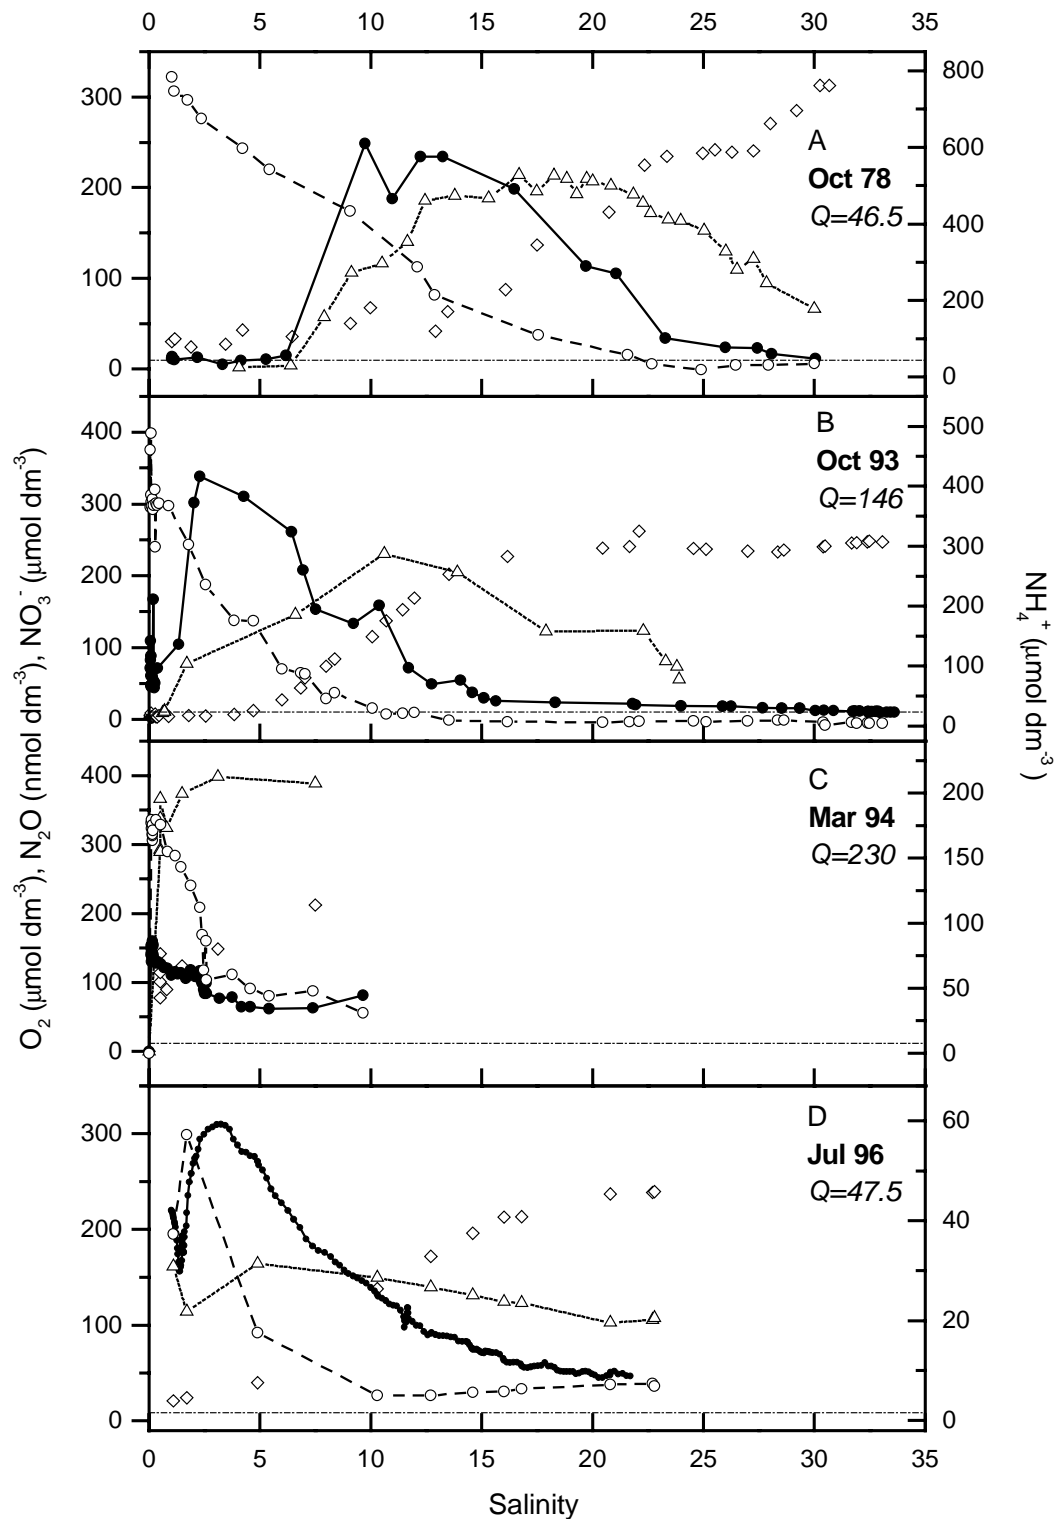 0 5 10 15 20 25 30 35
300
200
100
0
800
600
400
200
0
A
Oct 78
Q=46.5
400
300
200
100
0
500
400
300
200
100
0
B
Oct 93
Q=146
400
300
200
100
0
200
150
100
50
0
C
Mar 94
Q=230
300
200
100
0
60
40
20
0
D
Jul 96
Q=47.5
0 5 10 15 20 25 30 35
Salinity
O₂ (μmol dm⁻³), N₂O (nmol dm⁻³), NO₃⁻ (μmol dm⁻³)
NH₄⁺ (μmol dm⁻³)